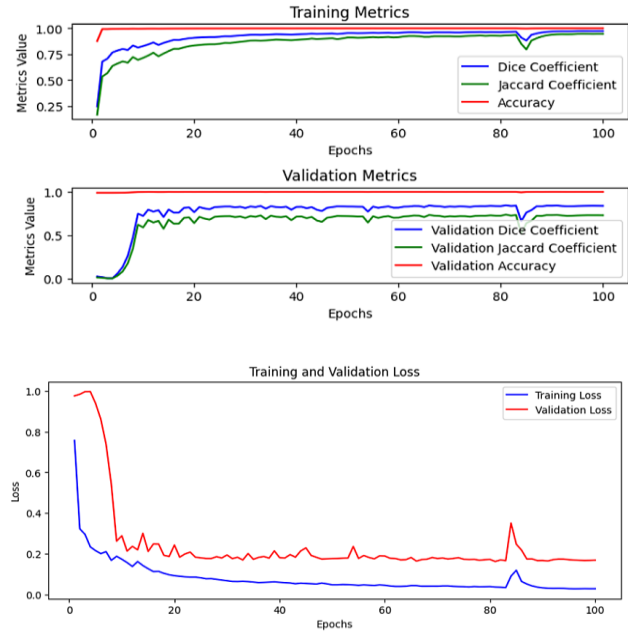 Training Metrics
1.00
0.75
0.50
0.25
Metrics Value
Dice Coefficient
Jaccard Coefficient
Accuracy
0 20 40 60 80 100
Epochs
Validation Metrics
1.0
0.5
0.0
Metrics Value
Validation Dice Coefficient
Validation Jaccard Coefficient
Validation Accuracy
0 20 40 60 80 100
Epochs
Training and Validation Loss
1.0
0.8
0.6
0.4
0.2
0.0
Loss
Training Loss
Validation Loss
0 20 40 60 80 100
Epochs